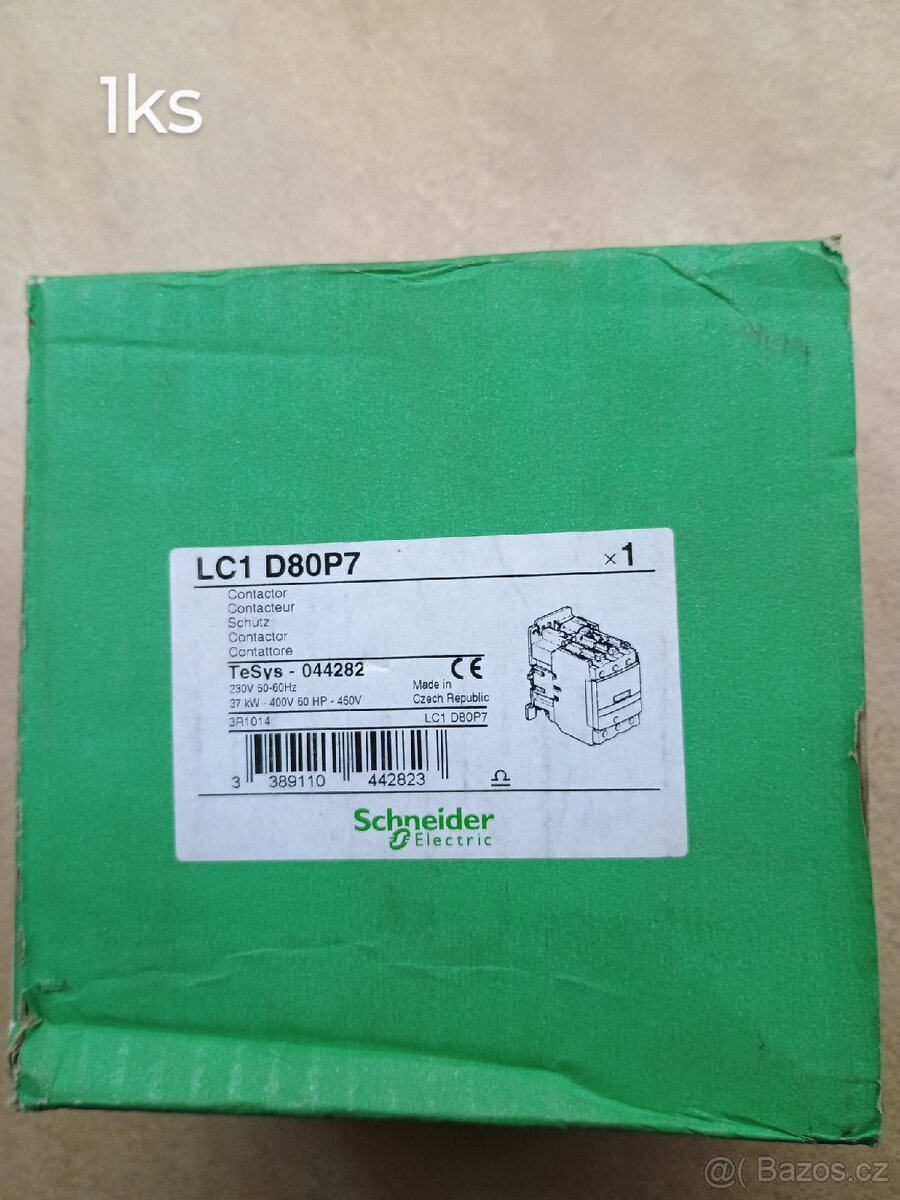 1ks
LC1 D80P7 ×1
Contactor
Contacteur
Schütz
Contactor
Contattore
TeSys - 044282 CE
230V 50-60Hz
37 kW - 400V 60 HP - 460V
Made in
Czech Republic
3R1014 LC1 D80P7
3 389110 442823
Schneider
Electric
@( Bazos.cz